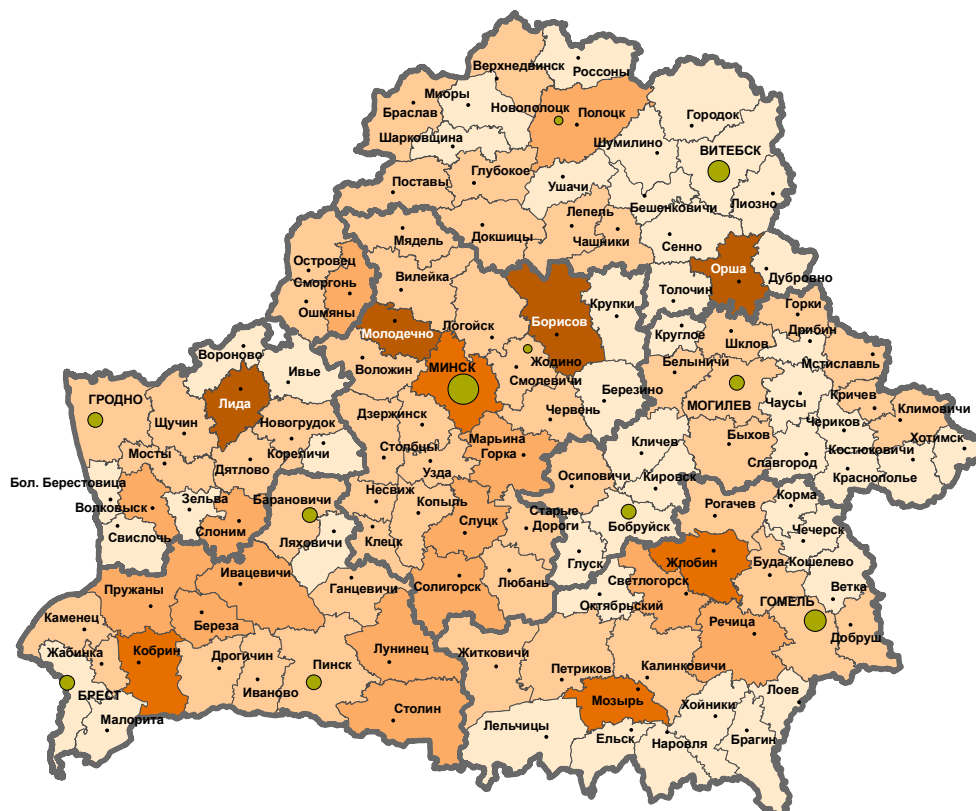 Верхнедвинск
Россоны
Миоры
Новополоцк
Браслав
Полоцк
Городок
Шарковщина
Шумилино
ВИТЕБСК
Поставы
Глубокое
Ушачи
Бешенковичи
Лиозно
Лепель
Мядель
Докшицы
Чашники
Сенно
Островец
Вилейка
Орша
Дубровно
Сморгонь
Толочин
Ошмяны
Молодечно
Логойск
Борисов
Крупки
Горки
Круглое
Шклов
Дрибин
Вороново
Жодино
Мстиславль
Ивье
Воложин
МИНСК
Смолевичи
Белыничи
Березино
ГРОДНО
Лида
Дзержинск
Червень
МОГИЛЕВ
Чаусы
Кричев
Климовичи
Щучин
Новогрудок
Столбцы
Марьина
Горка
Чериков
Хотимск
Мосты
Кореличи
Быхов
Костюковичи
Кличев
Славгород
Дятлово
Узда
Осиповичи
Кировск
Краснополье
Бол. Берестовица
Зельва
Барановичи
Несвиж
Копыль
Старые
Дороги
Рогачев
Корма
Волковыск
Слоним
Бобруйск
Чечерск
Свислочь
Ляховичи
Клецк
Слуцк
Глуск
Жлобин
Буда-Кошелево
Ивацевичи
Ганцевичи
Солигорск
Любань
Светлогорск
Ветка
Пружаны
Октябрьский
ГОМЕЛЬ
Каменец
Береза
Речица
Добруш
Жабинка
Кобрин
Дрогичин
Пинск
Лунинец
Житковичи
Петриков
Калинковичи
БРЕСТ
Иваново
Лоев
Малорита
Столин
Мозырь
Хойники
Лельчицы
Ельск
Наровля
Брагин